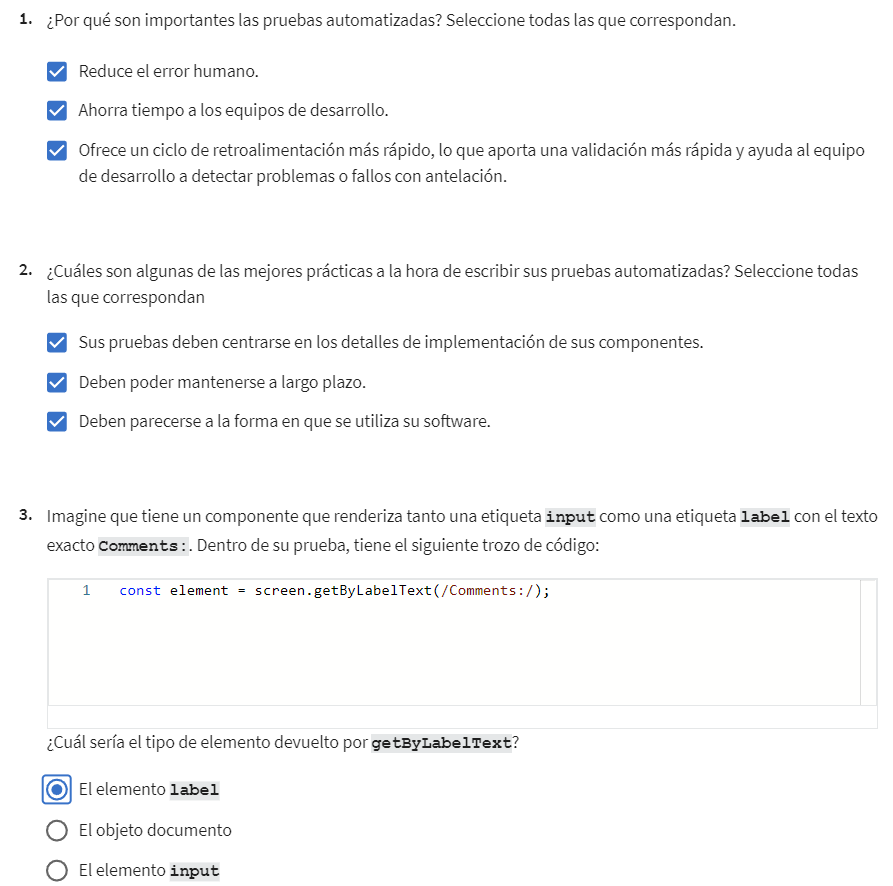 1. ¿Por qué son importantes las pruebas automatizadas? Seleccione todas las que correspondan.
Reduce el error humano.
Ahorra tiempo a los equipos de desarrollo.
Ofrece un ciclo de retroalimentación más rápido, lo que aporta una validación más rápida y ayuda al equipo
de desarrollo a detectar problemas o fallos con antelación.
2. ¿Cuáles son algunas de las mejores prácticas a la hora de escribir sus pruebas automatizadas? Seleccione todas
las que correspondan
Sus pruebas deben centrarse en los detalles de implementación de sus componentes.
Deben poder mantenerse a largo plazo.
Deben parecerse a la forma en que se utiliza su software.
3. Imagine que tiene un componente que renderiza tanto una etiqueta input como una etiqueta label con el texto
exacto Comments:. Dentro de su prueba, tiene el siguiente trozo de código:
1 const element = screen.getByLabelText(/Comments:/);
¿Cuál sería el tipo de elemento devuelto por getByLabelText?
El elemento label
El objeto documento
El elemento input